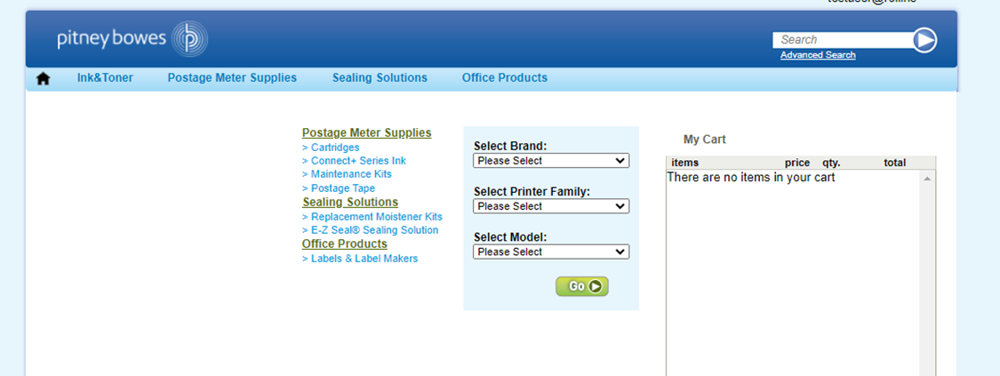 pitney bowes
Search
Advanced Search
Ink&Toner Postage Meter Supplies Sealing Solutions Office Products
Postage Meter Supplies
> Cartridges
> Connect+ Series Ink
> Maintenance Kits
> Postage Tape
Sealing Solutions
> Replacement Moistener Kits
> E-Z Seal® Sealing Solution
Office Products
> Labels & Label Makers
Select Brand:
Please Select
Select Printer Family:
Please Select
Select Model:
Please Select
Go
My Cart
items price qty. total
There are no items in your cart